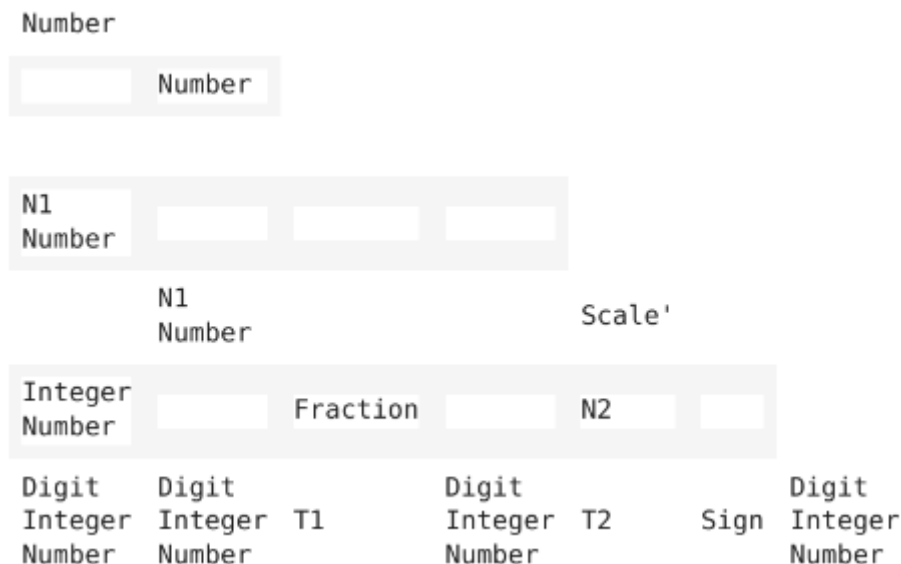 Number
Number
N1
Number
N1
Number
Scale'
Integer
Number
Fraction
N2
Digit Digit Digit Digit
Integer Integer T1 Integer T2 Sign Integer
Number Number Number Number